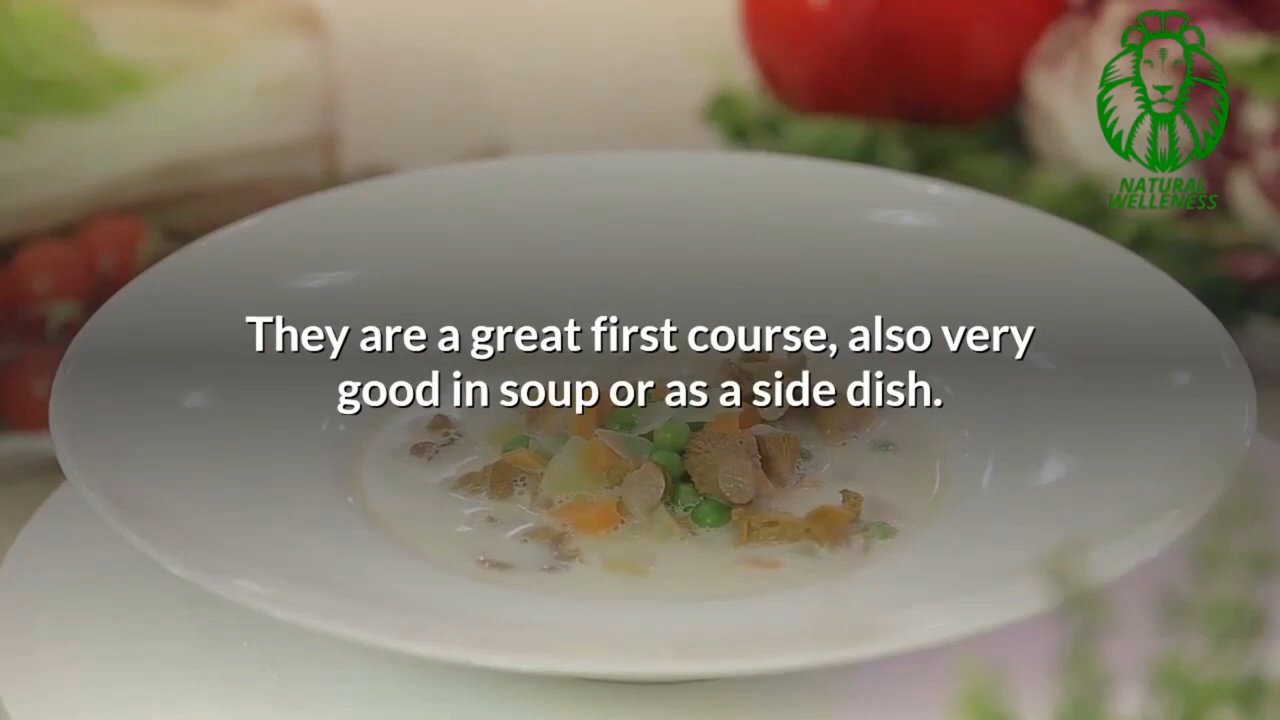 NATURAL
WELLENESS
They are a great first course, also very
good in soup or as a side dish.